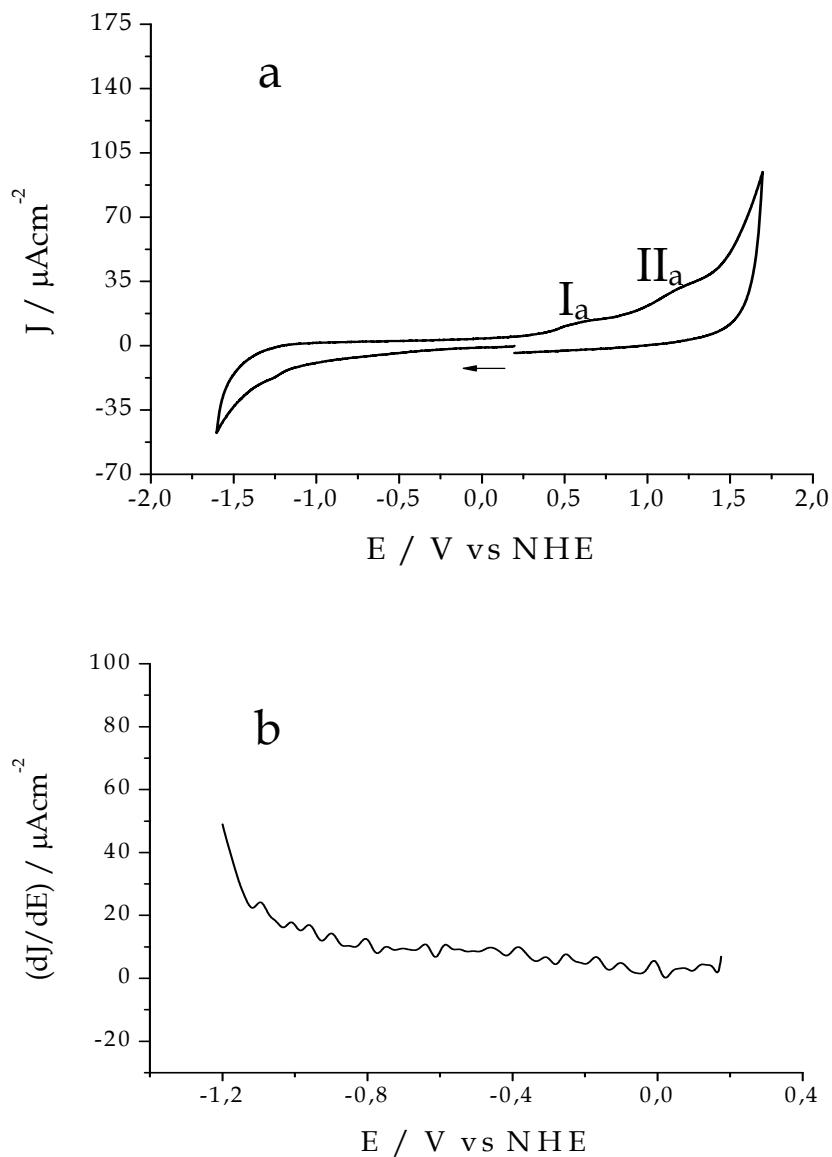 175
140
105
70
35
0
-35
-70
J / μAcm⁻²
a
Iₐ
IIₐ
-2,0 -1,5 -1,0 -0,5 0,0 0,5 1,0 1,5 2,0
E / V vs NHE
100
80
60
40
20
0
-20
(dJ/dE) / μAcm⁻²
b
-1,2 -0,8 -0,4 0,0 0,4
E / V vs NHE